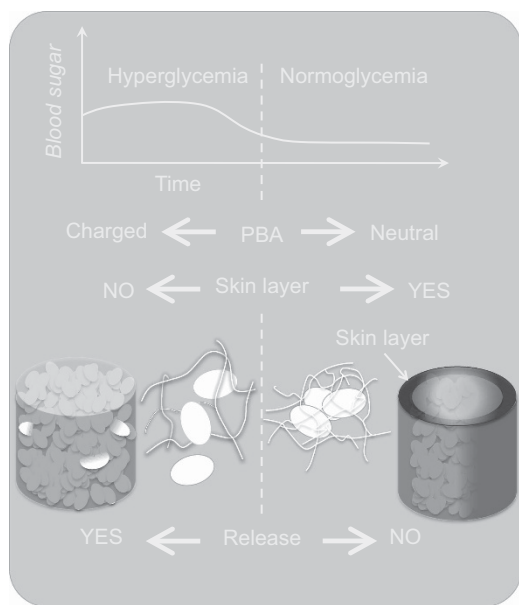 Blood sugar
Hyperglycemia
Normoglycemia
Time
Charged PBA Neutral
NO Skin layer YES
Skin layer
YES Release NO